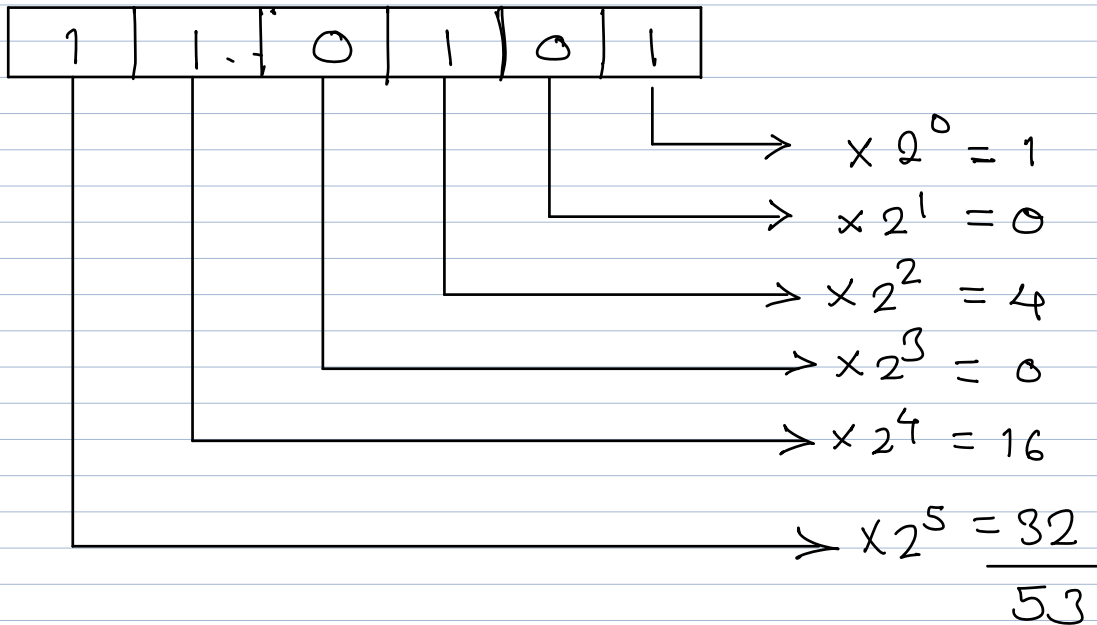 1 1 0 1 0 1
× 2⁰ = 1
× 2¹ = 0
× 2² = 4
× 2³ = 0
× 2⁴ = 16
× 2⁵ = 32
53